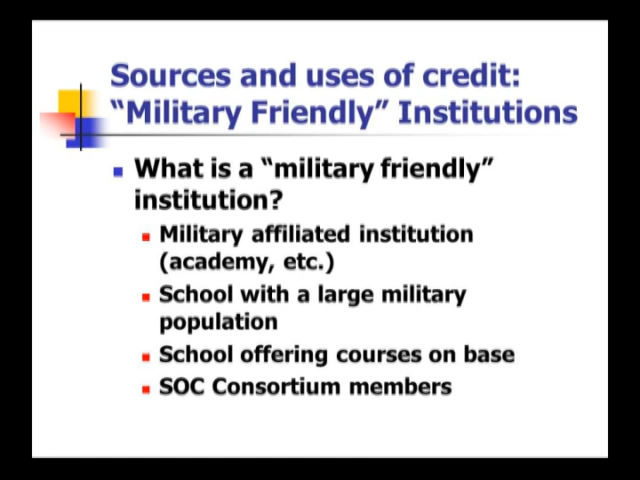 Sources and uses of credit:
“Military Friendly” Institutions
What is a “military friendly”
institution?
Military affiliated institution
(academy, etc.)
School with a large military
population
School offering courses on base
SOC Consortium members